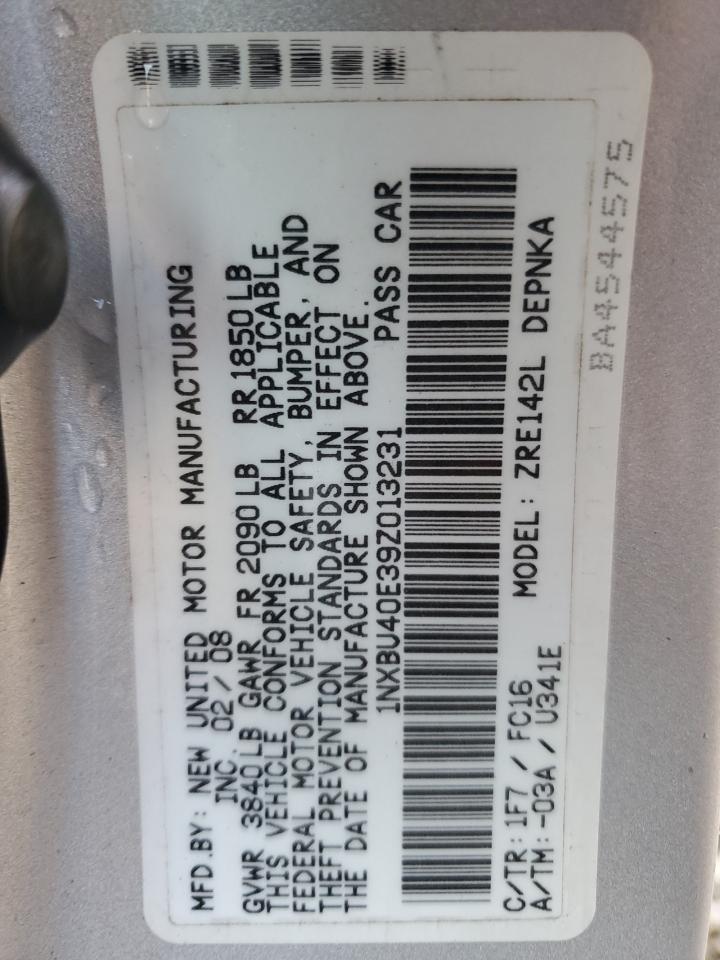 MFD.BY: NEW UNITED MOTOR MANUFACTURING
INC. 02/08
GVWR 3840LB GAWR FR 2090LB RR 1850LB
THIS VEHICLE CONFORMS TO ALL APPLICABLE
FEDERAL MOTOR VEHICLE SAFETY, BUMPER, AND
THEFT PREVENTION STANDARDS IN EFFECT ON
THE DATE OF MANUFACTURE SHOWN ABOVE.
1NXBU40E39Z013231 PASS CAR
C/TR: 1F7 / FC16 MODEL: ZRE142L DEPNKA
A/TM: -03A / U341E
BA4544575